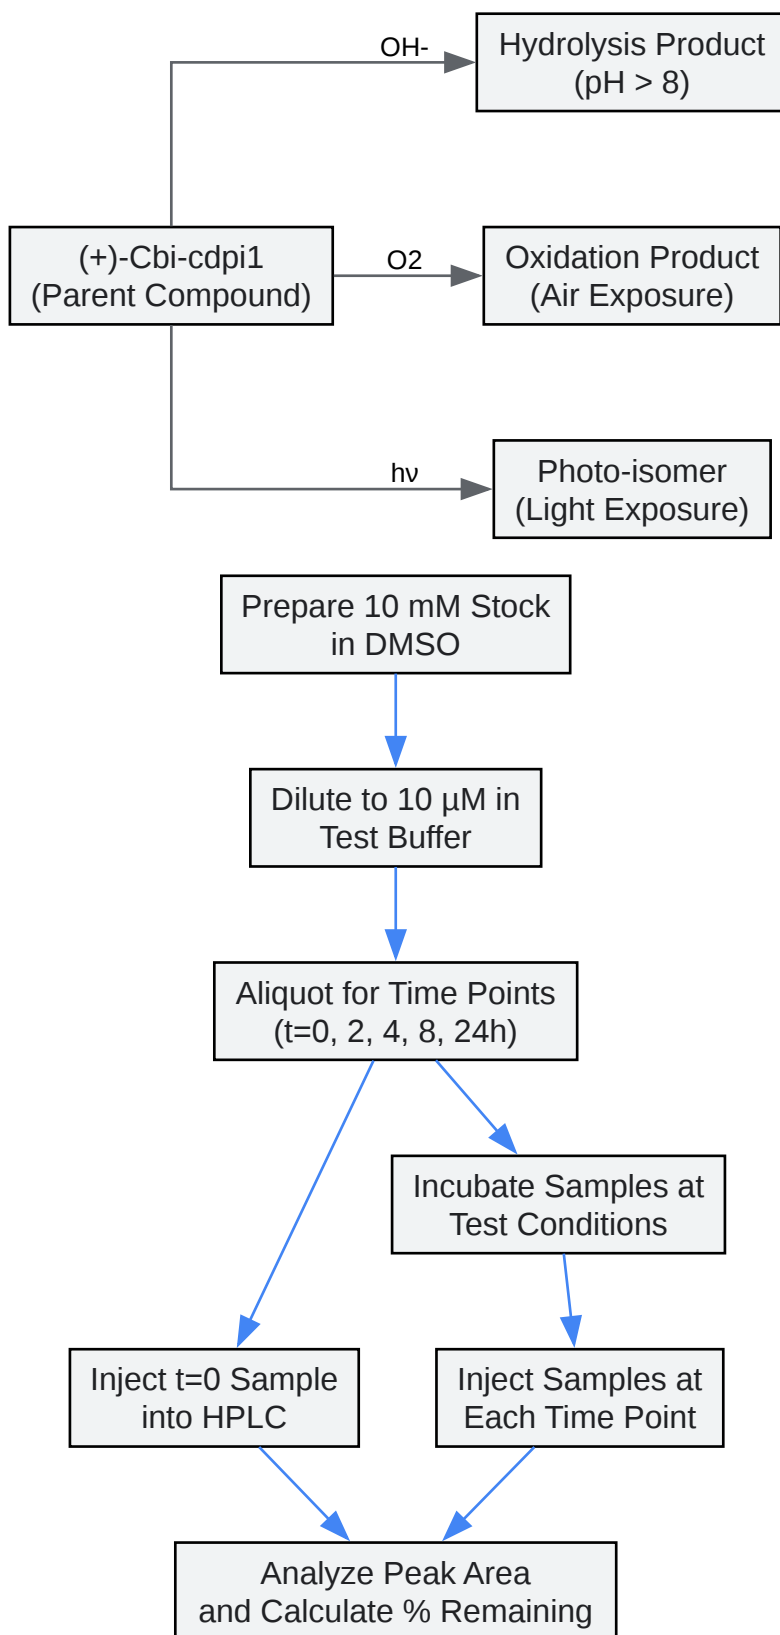 OH-
Hydrolysis Product
(pH > 8)
(+)-Cbi-cdpi1
(Parent Compound)
O2
Oxidation Product
(Air Exposure)
hν
Photo-isomer
(Light Exposure)
Prepare 10 mM Stock
in DMSO
Dilute to 10 µM in
Test Buffer
Aliquot for Time Points
(t=0, 2, 4, 8, 24h)
Incubate Samples at
Test Conditions
Inject t=0 Sample
into HPLC
Inject Samples at
Each Time Point
Analyze Peak Area
and Calculate % Remaining